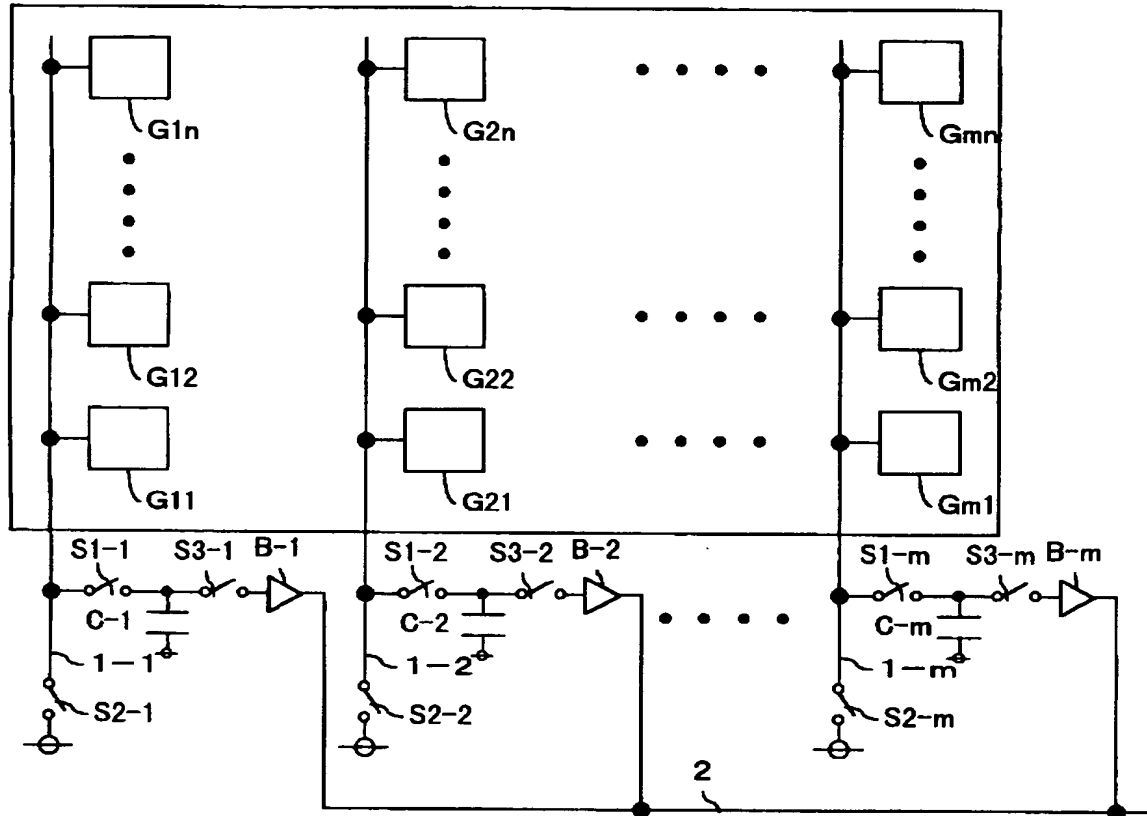 G1n G2n Gmn
G12 G22 Gm2
G11 G21 Gm1
S1-1 S3-1 B-1 S1-2 S3-2 B-2 S1-m S3-m B-m
C-1 C-2 C-m
1-1 1-2 1-m
S2-1 S2-2 S2-m
2